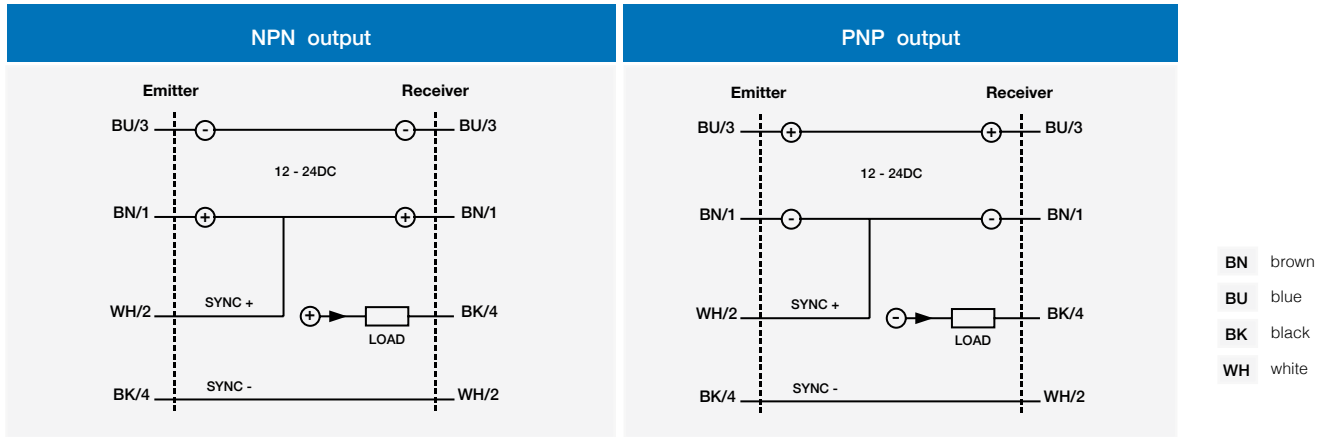 NPN output
Emitter Receiver
BU/3 - - BU/3
12 - 24DC
BN/1 + + BN/1
WH/2 SYNC + + LOAD BK/4
BK/4 SYNC - WH/2
PNP output
Emitter Receiver
BU/3 + + BU/3
12 - 24DC
BN/1 - - BN/1
WH/2 SYNC + - LOAD BK/4
BK/4 SYNC - WH/2
BN brown
BU blue
BK black
WH white